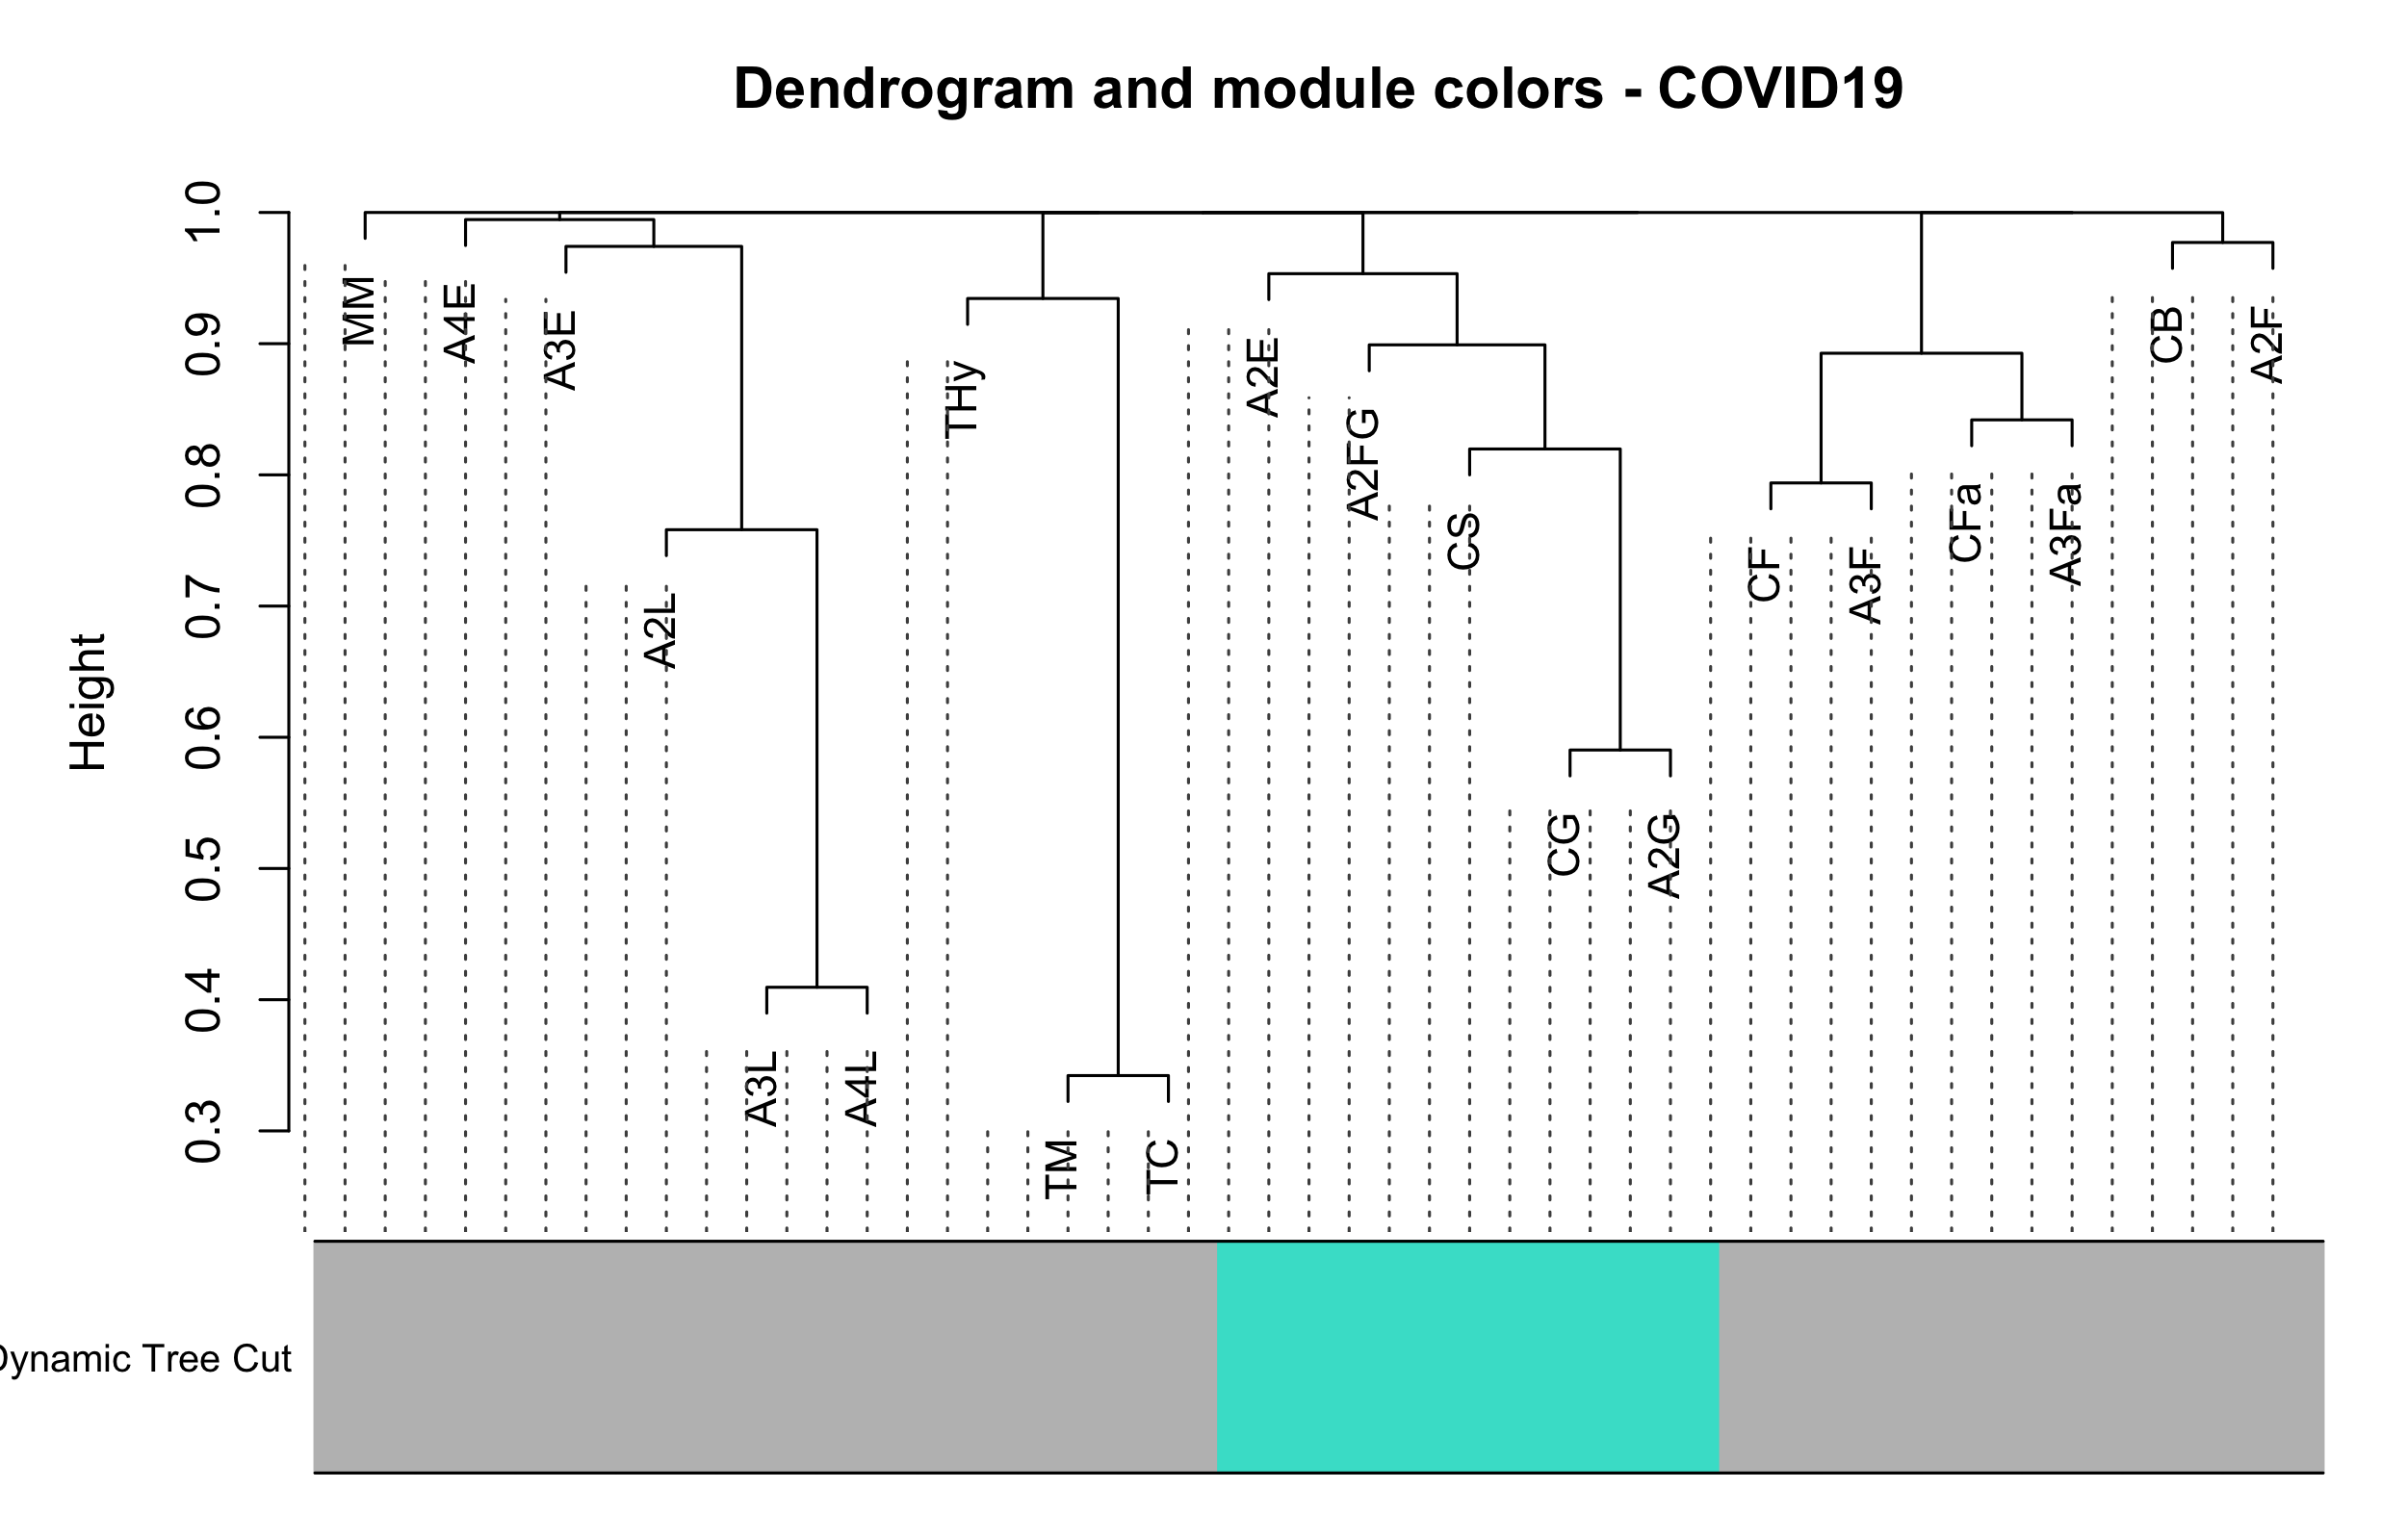 Dendrogram and module colors - COVID19
Height
1.0
0.9
0.8
0.7
0.6
0.5
0.4
0.3
MM
A4E
A3E
A2L
A3L
A4L
THy
TM
TC
A2E
A2FG
CS
CG
A2G
CF
A3F
CFa
A3Fa
CB
A2F
Dynamic Tree Cut